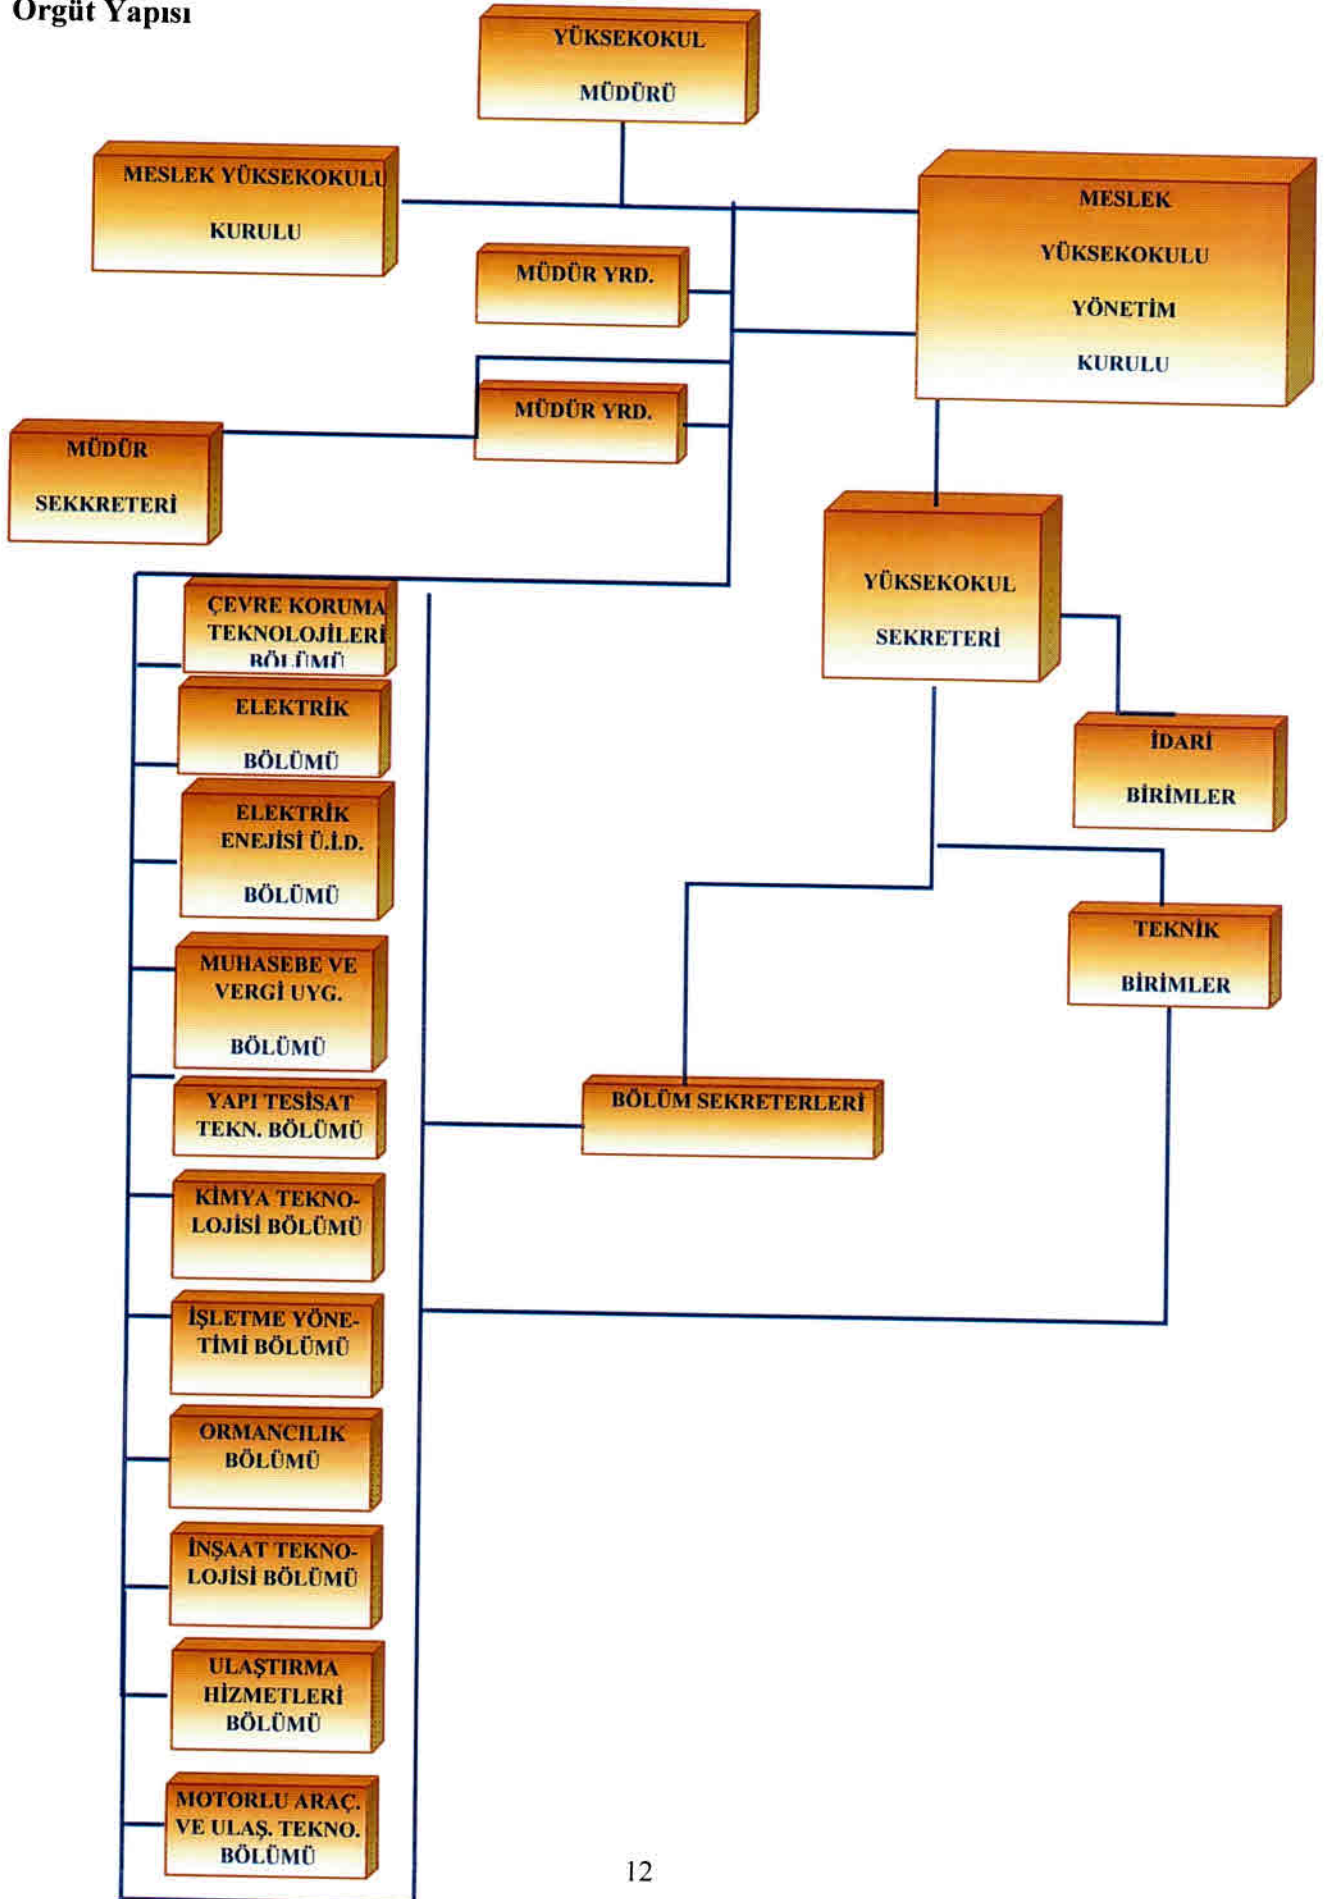 Örgüt Yapısı
YÜKSEKOKUL
MÜDÜRÜ
MESLEK YÜKSEKOKULU
KURULU
MESLEK
YÜKSEKOKULU
YÖNETİM
KURULU
MÜDÜR YRD.
MÜDÜR YRD.
MÜDÜR
SEKKRETERİ
YÜKSEKOKUL
SEKRETERİ
ÇEVRE KORUMA
TEKNOLOJİLERİ
BÖLÜMÜ
ELEKTRİK
BÖLÜMÜ
İDARİ
BİRİMLER
ELEKTRİK
ENEJİSİ Ü.İ.D.
BÖLÜMÜ
TEKNİK
BİRİMLER
MUHASEBE VE
VERGİ UYG.
BÖLÜMÜ
YAPI TESİSAT
TEKN. BÖLÜMÜ
BÖLÜM SEKRETERLERİ
KİMYA TEKNO-
LOJİSİ BÖLÜMÜ
İŞLETME YÖNE-
TİMİ BÖLÜMÜ
ORMANCILIK
BÖLÜMÜ
İNŞAAT TEKNO-
LOJİSİ BÖLÜMÜ
ULAŞTIRMA
HİZMETLERİ
BÖLÜMÜ
MOTORLU ARAÇ.
VE ULAŞ. TEKNO.
BÖLÜMÜ
12